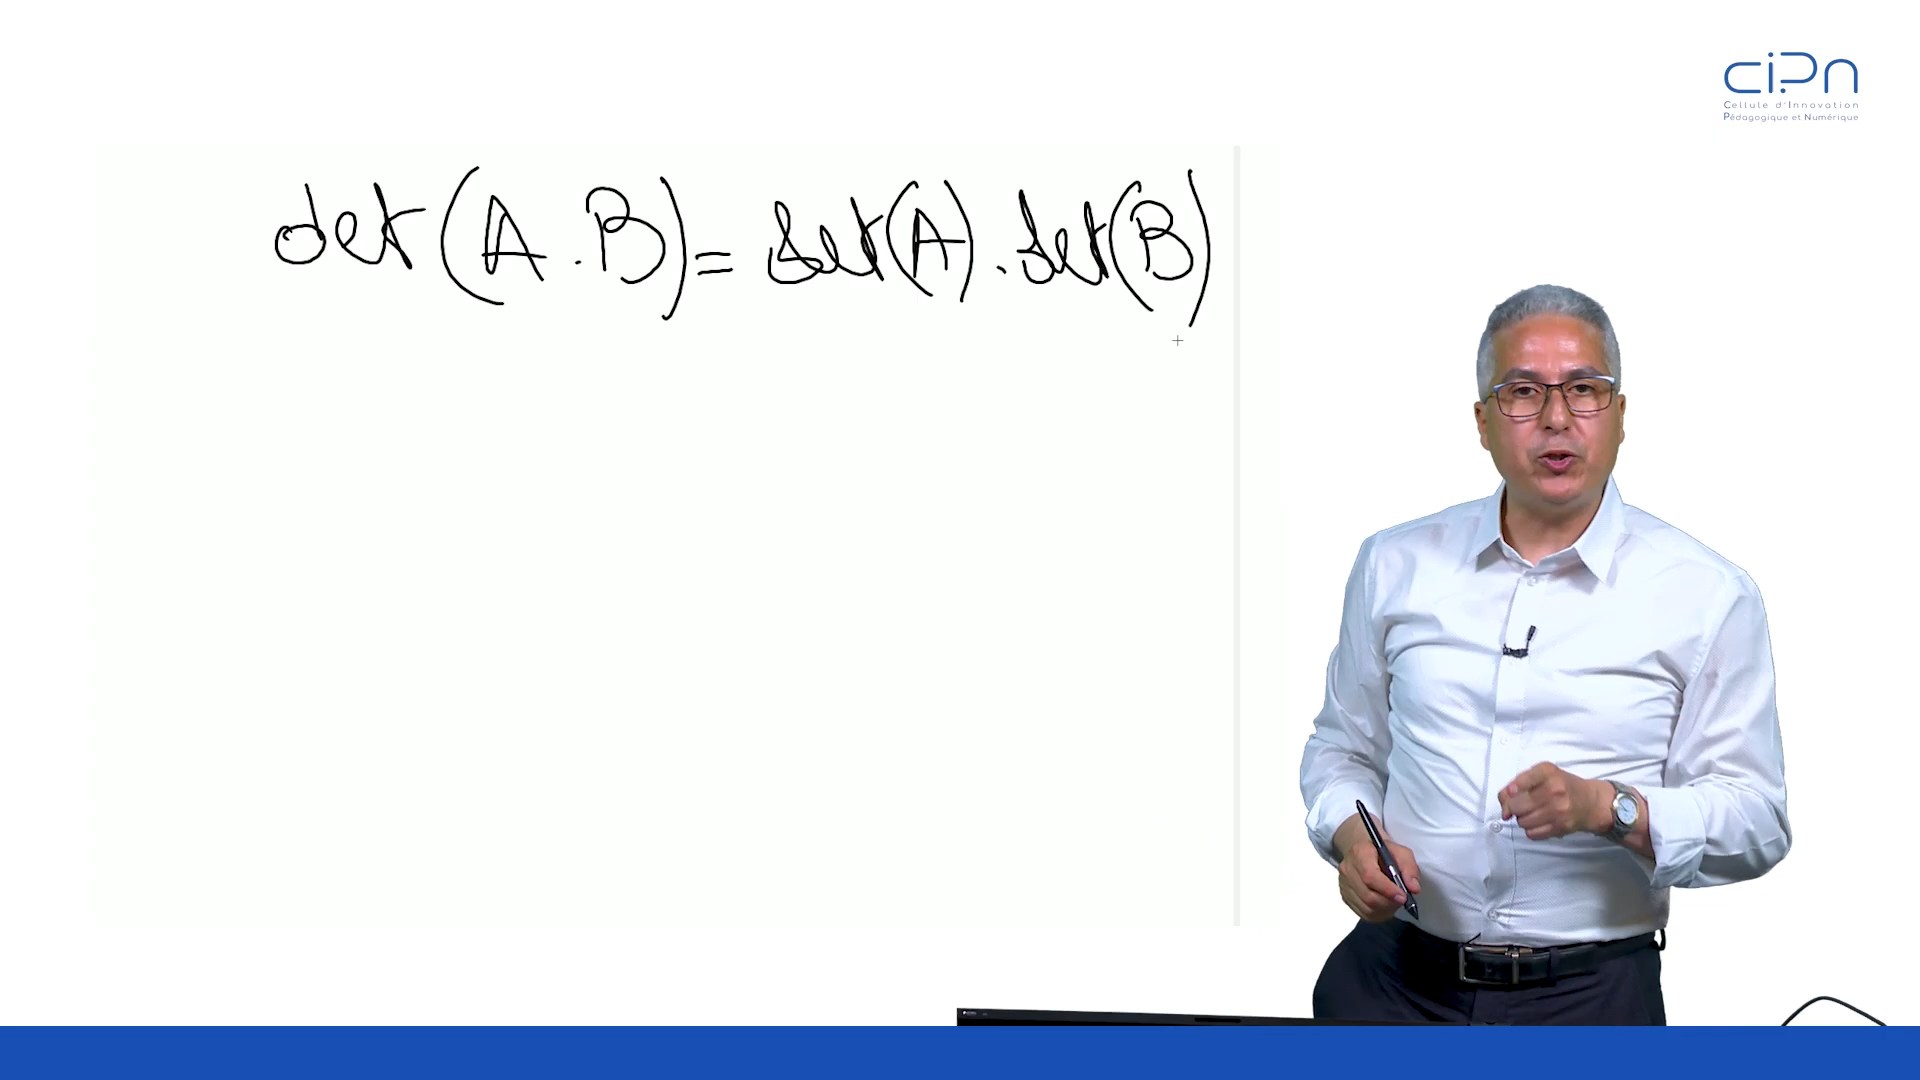 cipn
Cellule d'Innovation
Pédagogique et Numérique
det(A.B) = det(A).det(B)